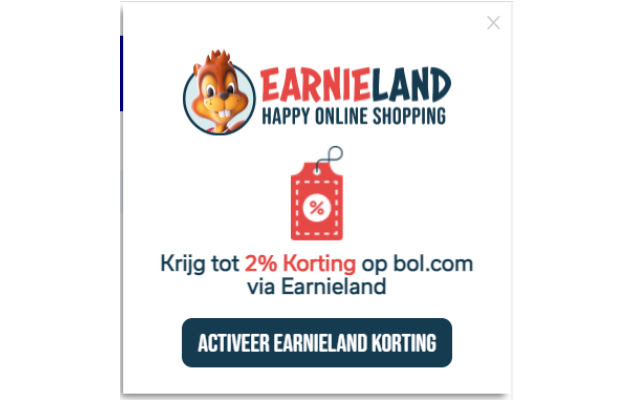 EARNIELAND
HAPPY ONLINE SHOPPING
%
Krijg tot 2% Korting op bol.com
via Earnieland
ACTIVEER EARNIELAND KORTING